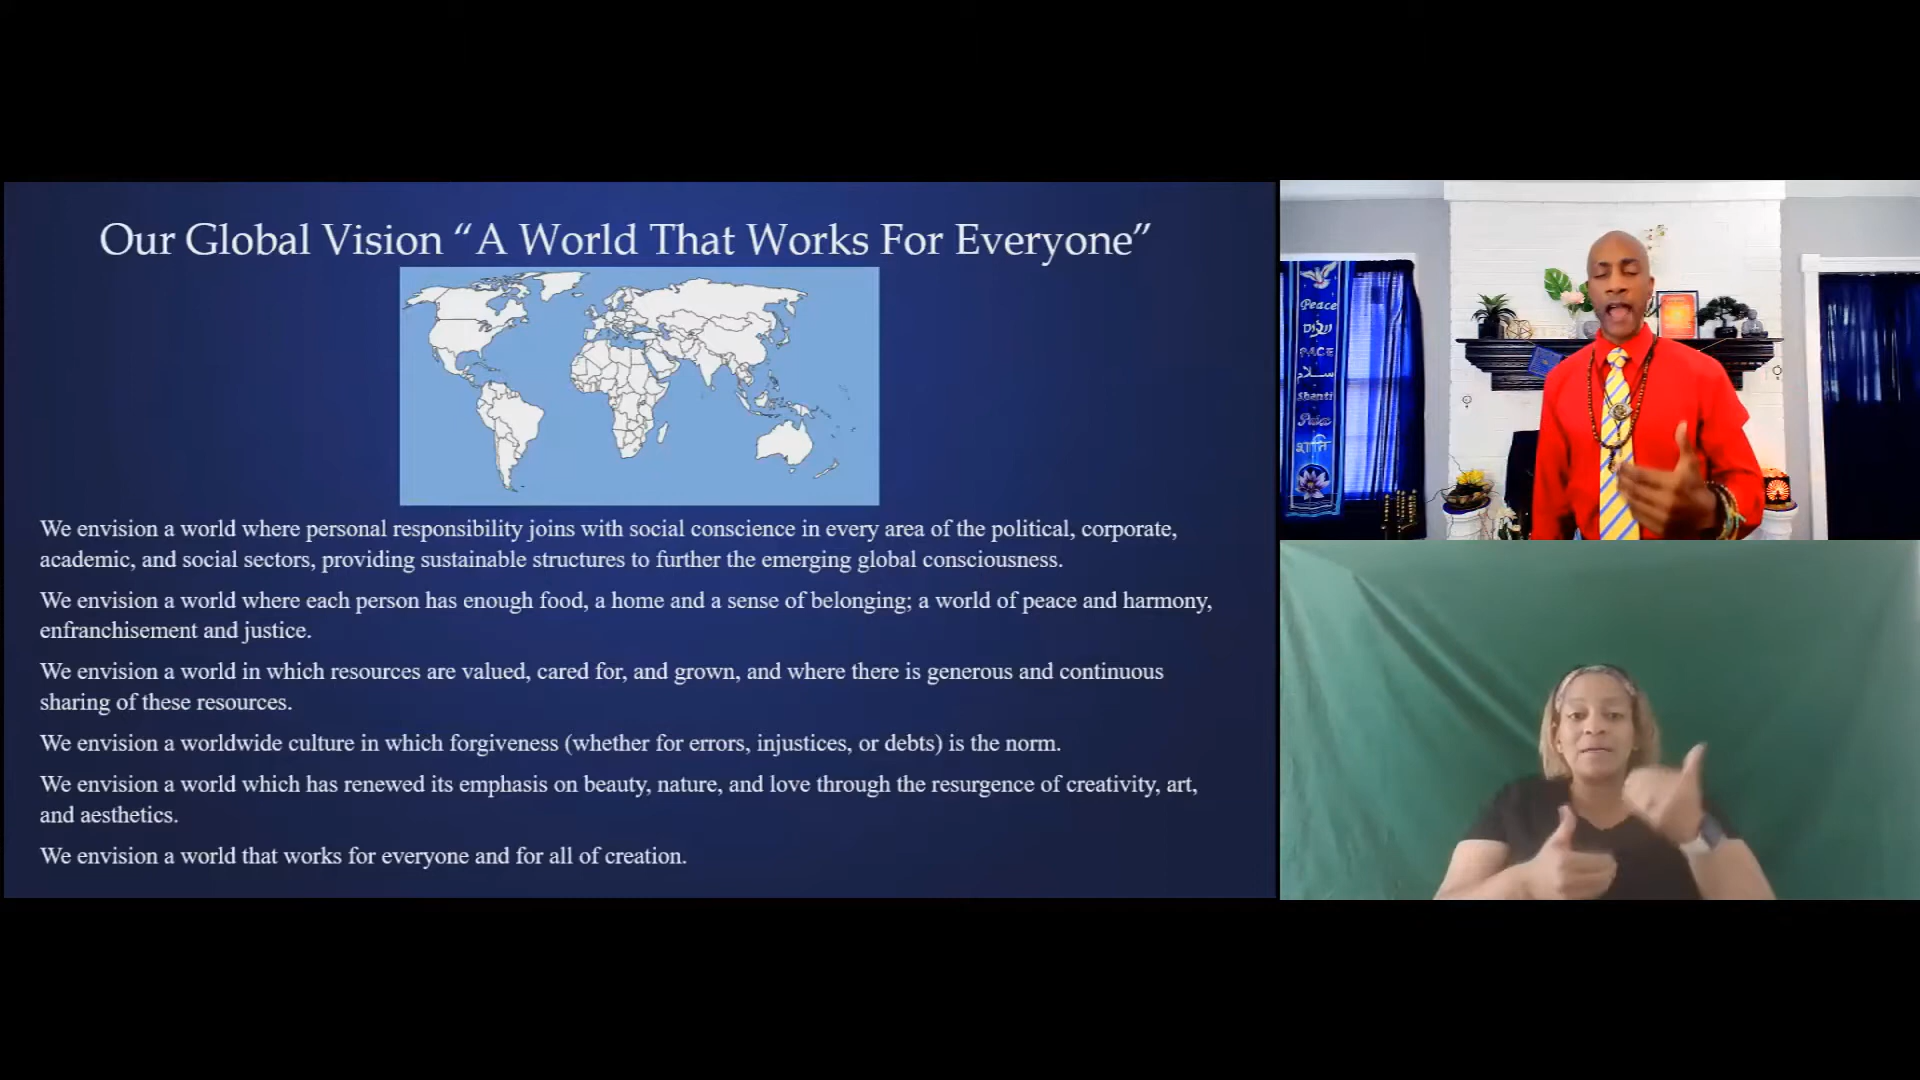 Our Global Vision “A World That Works For Everyone”
We envision a world where personal responsibility joins with social conscience in every area of the political, corporate,
academic, and social sectors, providing sustainable structures to further the emerging global consciousness.
We envision a world where each person has enough food, a home and a sense of belonging; a world of peace and harmony,
enfranchisement and justice.
We envision a world in which resources are valued, cared for, and grown, and where there is generous and continuous
sharing of these resources.
We envision a worldwide culture in which forgiveness (whether for errors, injustices, or debts) is the norm.
We envision a world which has renewed its emphasis on beauty, nature, and love through the resurgence of creativity, art,
and aesthetics.
We envision a world that works for everyone and for all of creation.
Peace
שלום
PACE
سلام
Shanti
शान्ति